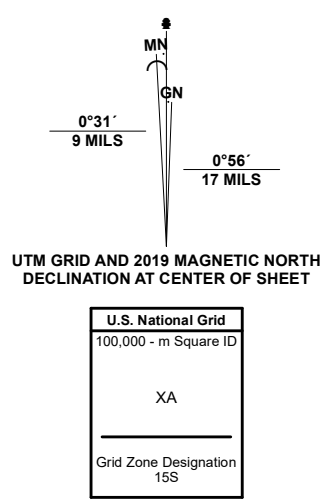 MN
GN
0°31´
9 MILS
0°56´
17 MILS
UTM GRID AND 2019 MAGNETIC NORTH
DECLINATION AT CENTER OF SHEET
U.S. National Grid
100,000 - m Square ID
XA
Grid Zone Designation
15S